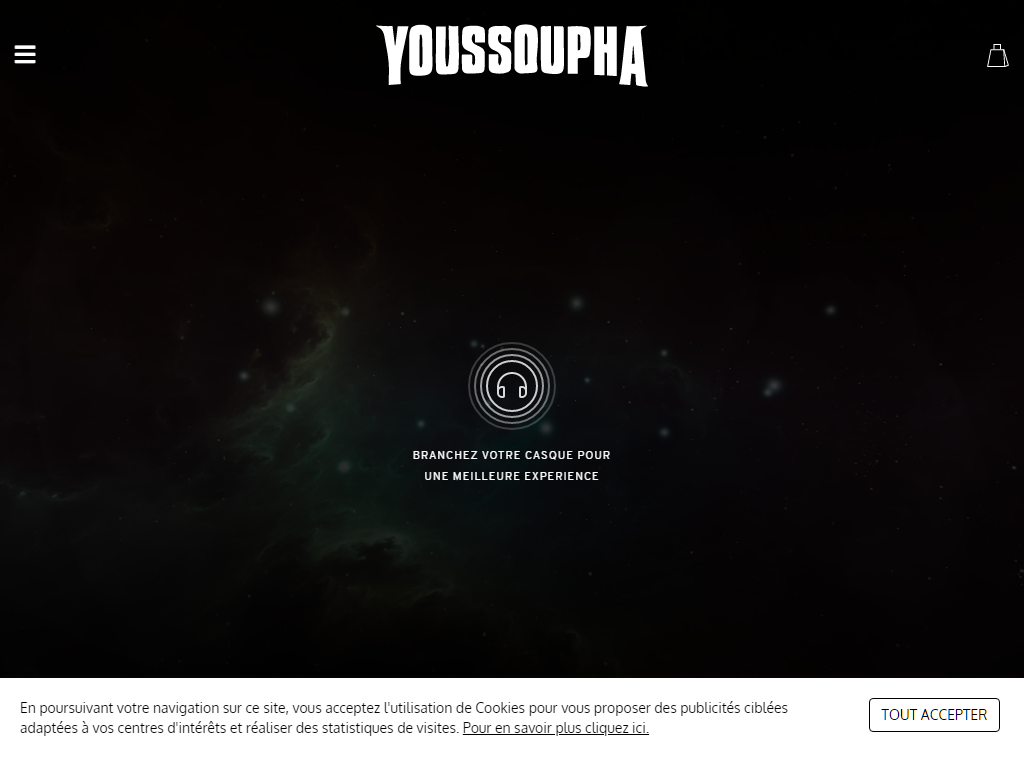 YOUSSOUPHA
BRANCHEZ VOTRE CASQUE POUR
UNE MEILLEURE EXPERIENCE
En poursuivant votre navigation sur ce site, vous acceptez l'utilisation de Cookies pour vous proposer des publicités ciblées
adaptées à vos centres d'intérêts et réaliser des statistiques de visites. Pour en savoir plus cliquez ici.
TOUT ACCEPTER